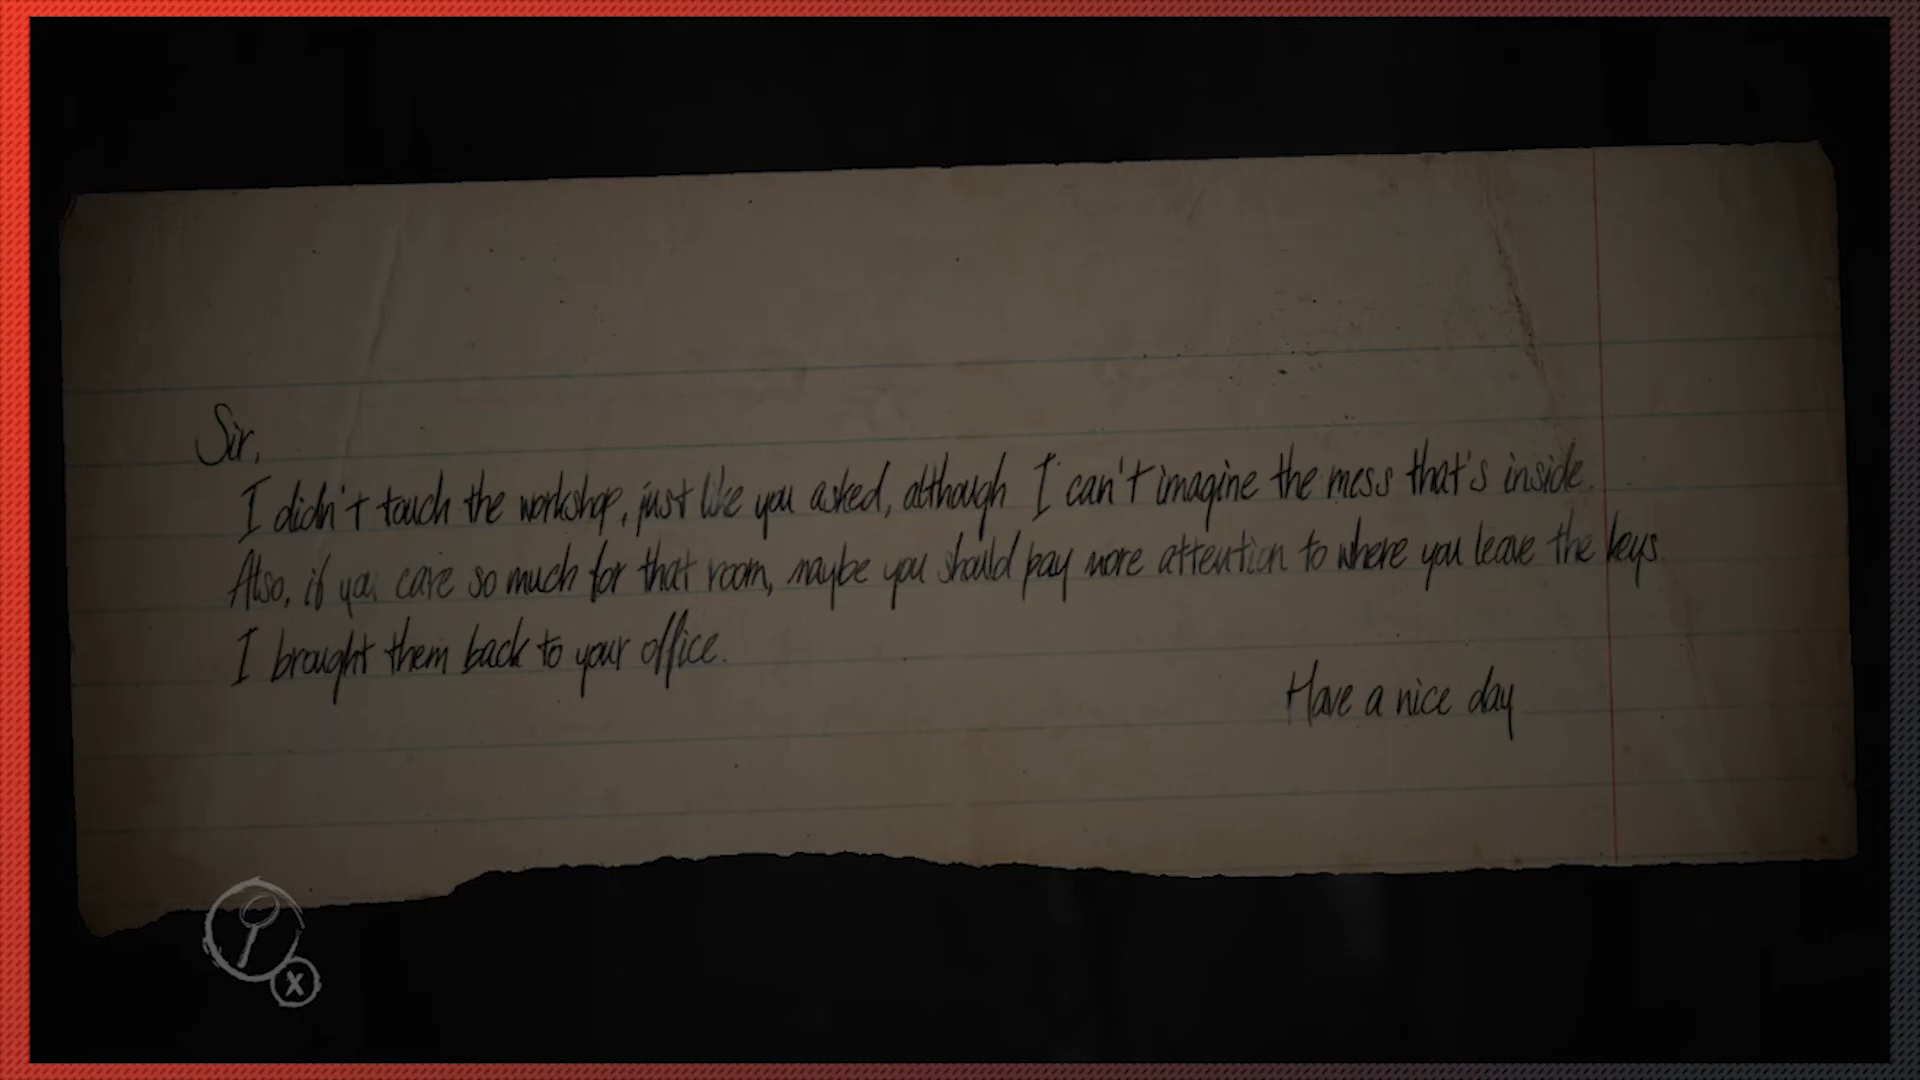 Sir,
I didn't touch the workshop, just like you asked, although I can't imagine the mess that's inside.
Also, if you care so much for that room, maybe you should pay more attention to where you leave the keys.
I brought them back to your office.
Have a nice day
X